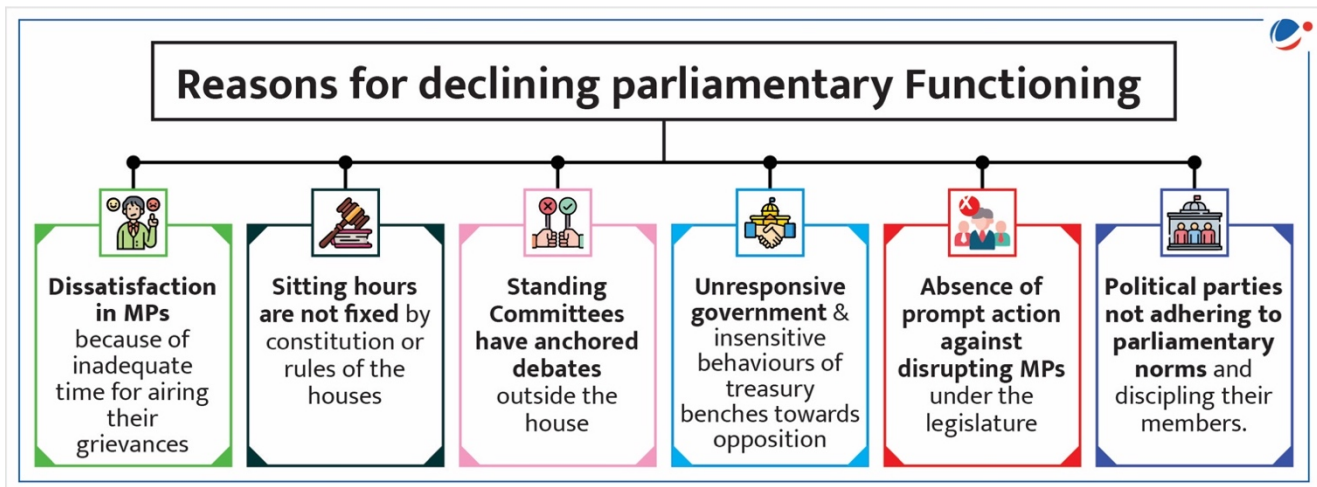 Reasons for declining parliamentary Functioning
Dissatisfaction
in MPs
because of
inadequate
time for airing
their
grievances
Sitting hours
are not fixed by
constitution or
rules of the
houses
Standing
Committees
have anchored
debates
outside the
house
Unresponsive
government &
insensitive
behaviours of
treasury
benches towards
opposition
Absence of
prompt action
against
disrupting MPs
under the
legislature
Political parties
not adhering to
parliamentary
norms and
discipling their
members.